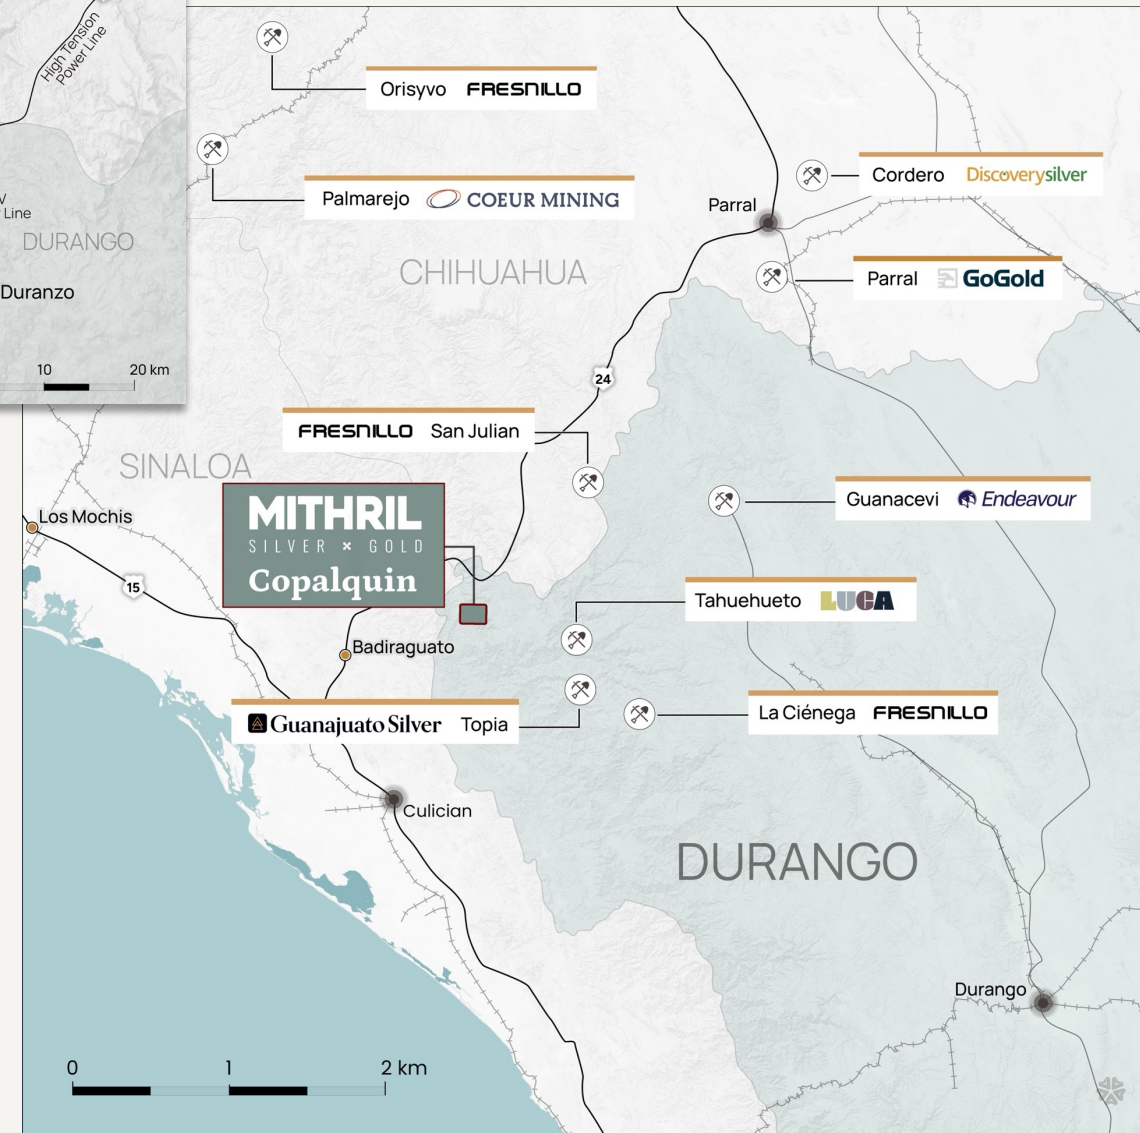 High Tension
Power Line
V
Line
DURANGO
Duranzo
10 20 km
Orisyvo FRESNILLO
Palmarejo COEUR MINING
Cordero Discoverysilver
Parral
CHIHUAHUA
Parral GoGold
24
FRESNILLO San Julian
SINALOA
MITHRIL
SILVER × GOLD
Copalquin
Guanacevi Endeavour
Los Mochis
15
Tahuehueto LUCA
Badiraguato
Guanajuato Silver Topia
La Ciénega FRESNILLO
Culician
DURANGO
Durango
0 1 2 km